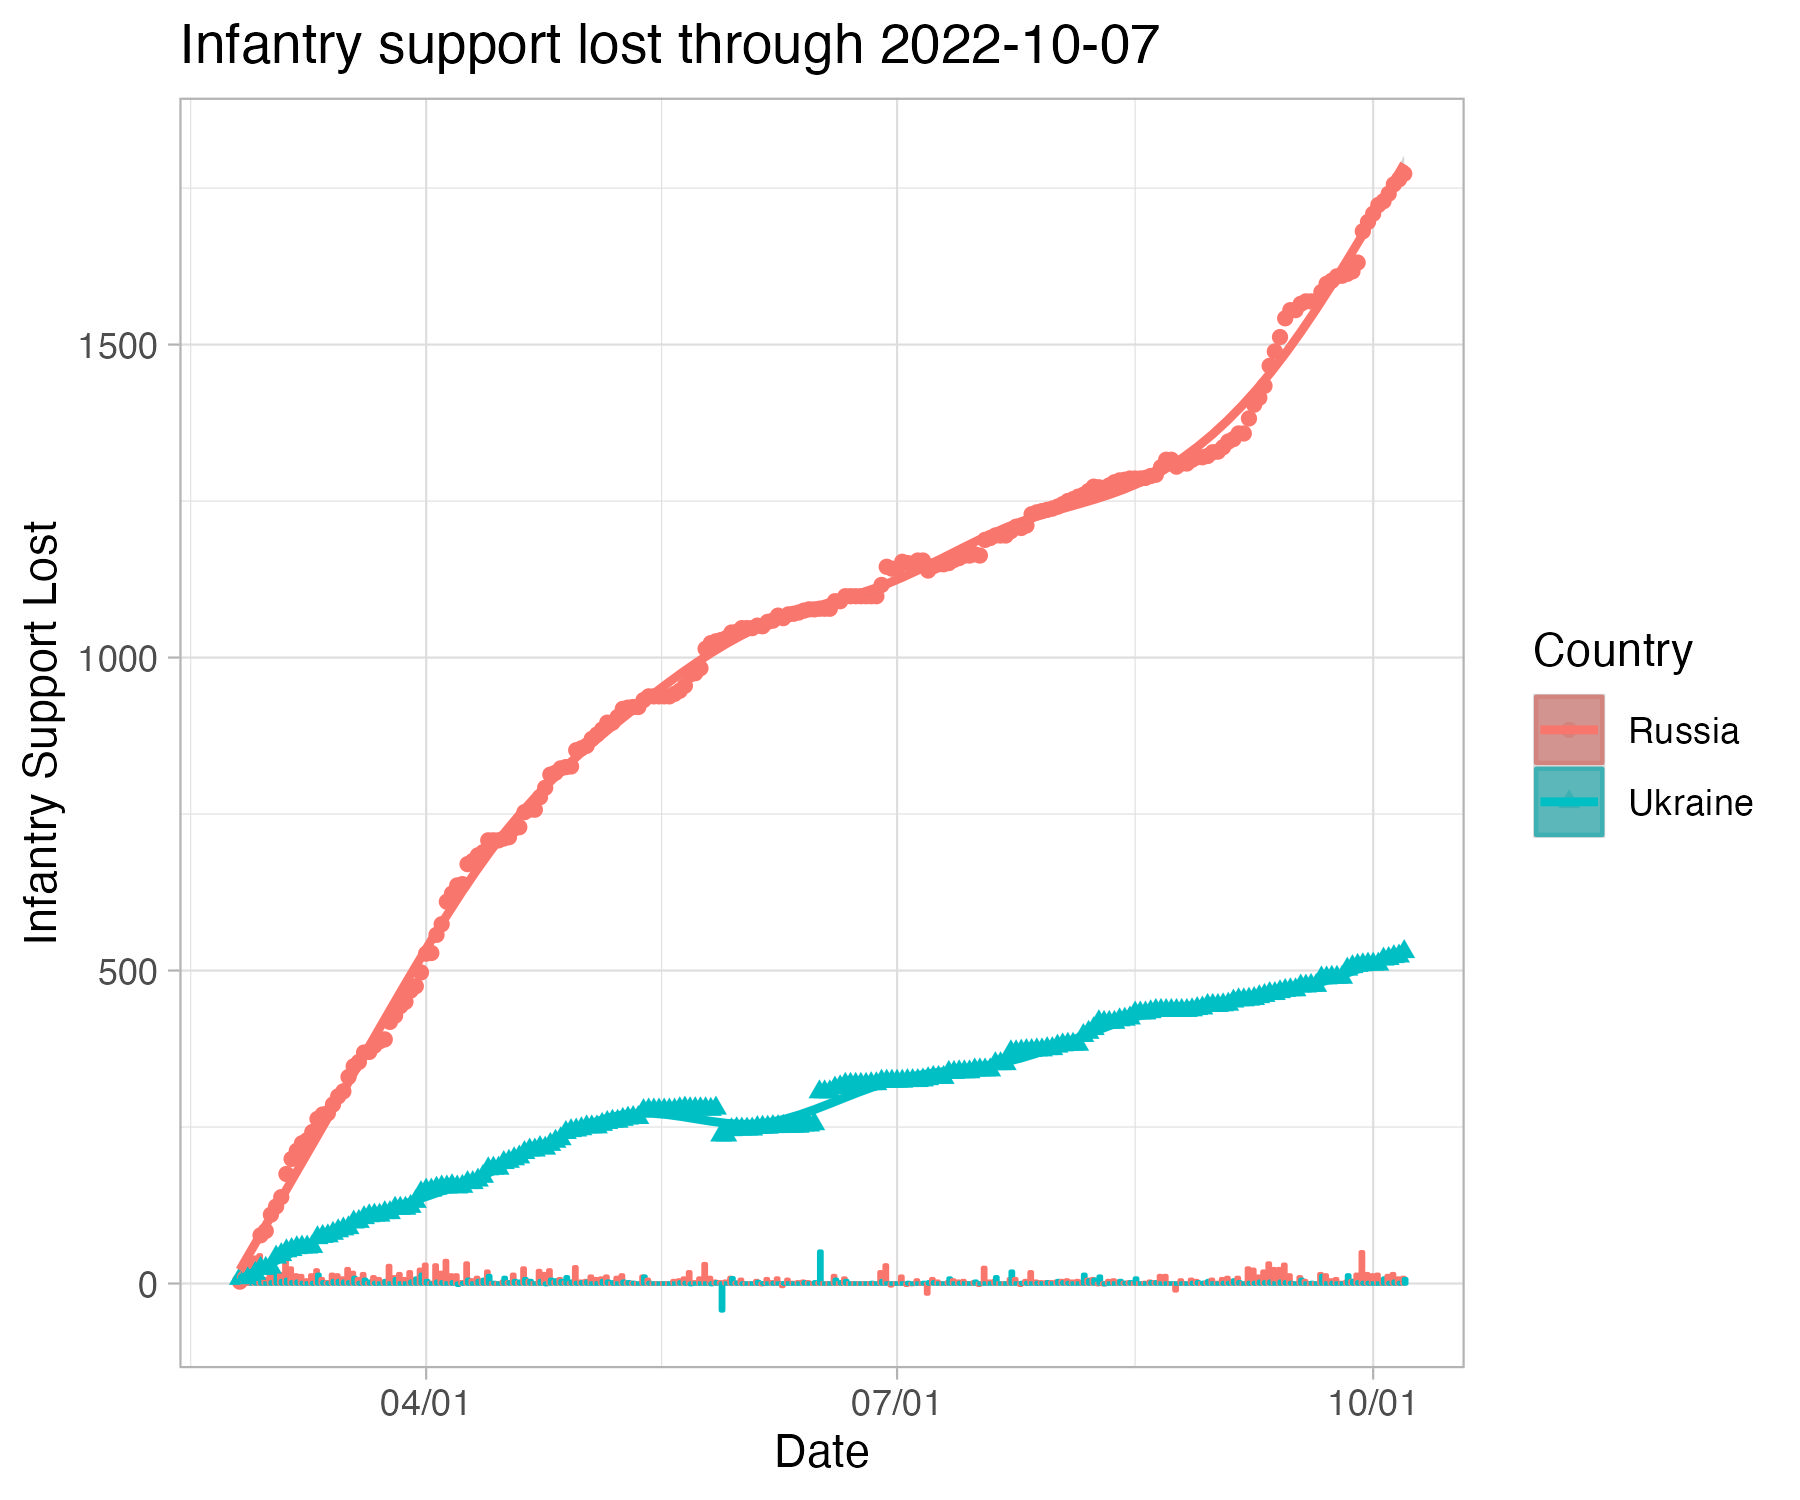 Infantry support lost through 2022-10-07
Infantry Support Lost
1500
1000
500
0
04/01
07/01
10/01
Date
Country
Russia
Ukraine